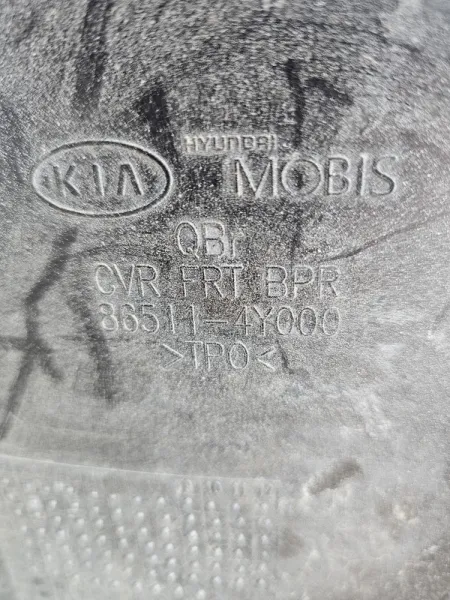 KIA
HYUNDAI
MOBIS
QBr
CVR FRT BPR
86511-4Y000
>TPO<